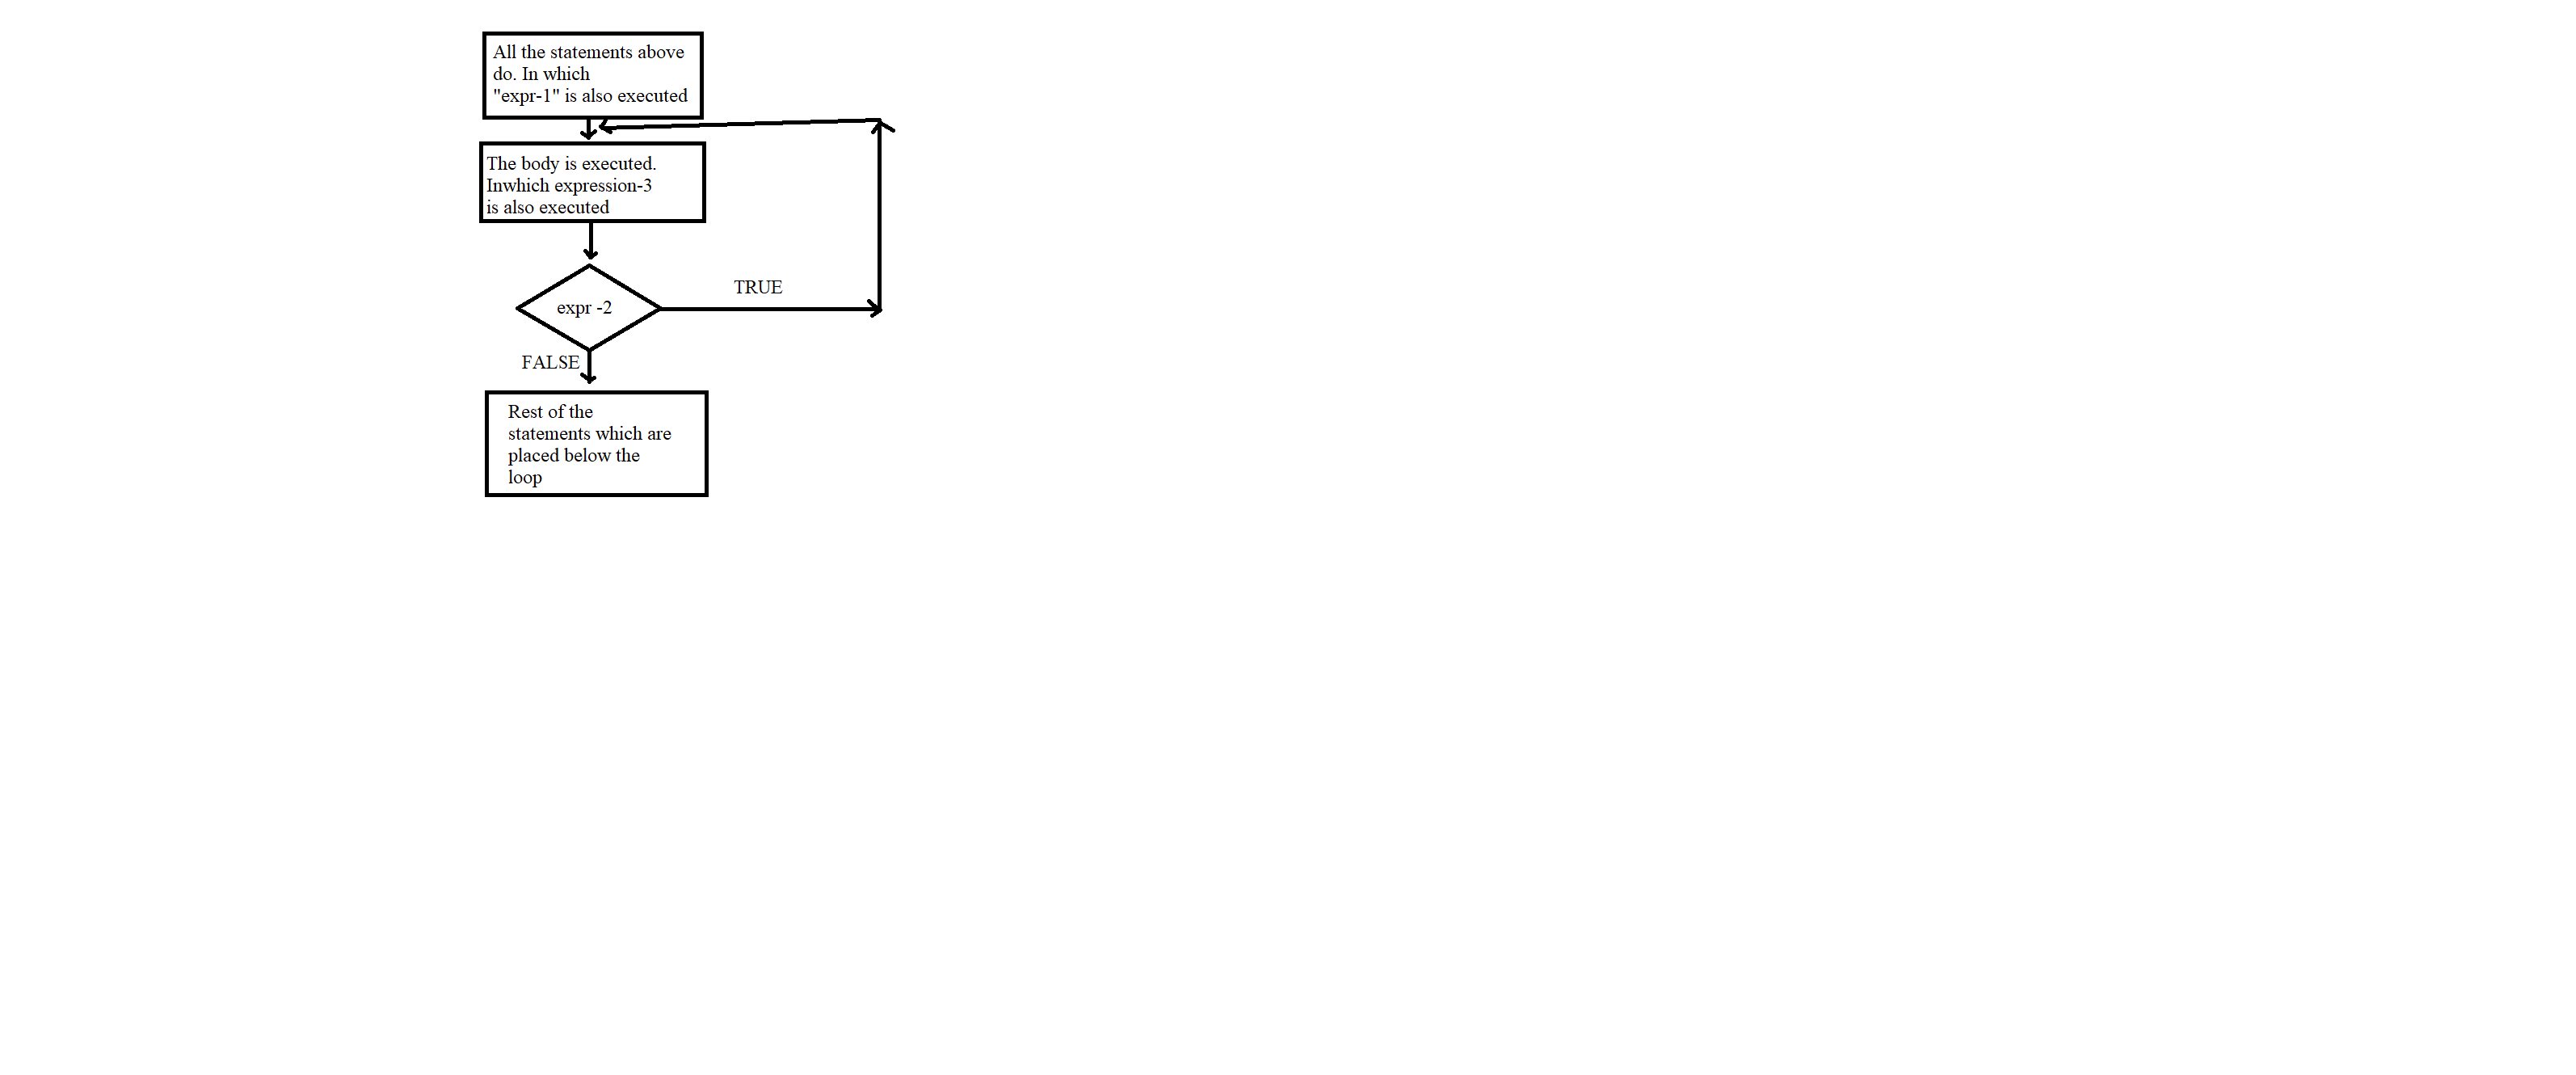 All the statements above
do. In which
"expr-1" is also executed
The body is executed.
Inwhich expression-3
is also executed
expr -2
TRUE
FALSE
Rest of the
statements which are
placed below the
loop